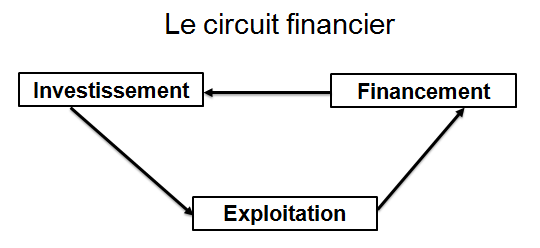 Le circuit financier
Investissement
Financement
Exploitation